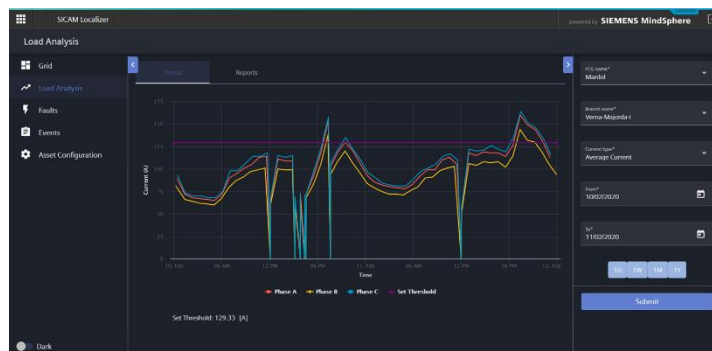 SICAM Localizer
powered by SIEMENS MindSphere
Load Analysis
Grid
Load Analysis
Faults
Events
Asset Configuration
Dark
Trends
Reports
Current (A)
175
150
125
100
75
50
25
0
10. Feb
06 AM
12 PM
06 PM
11. Feb
06 AM
12 PM
06 PM
12. Feb
Time
Phase A
Phase B
Phase C
Set Threshold
Set Threshold: 129.33 [A]
FCG name*
Mardol
Branch name*
Verna-Majorda-I
Current type*
Average Current
From*
10/02/2020
To*
11/02/2020
1D
1W
1M
1Y
Submit